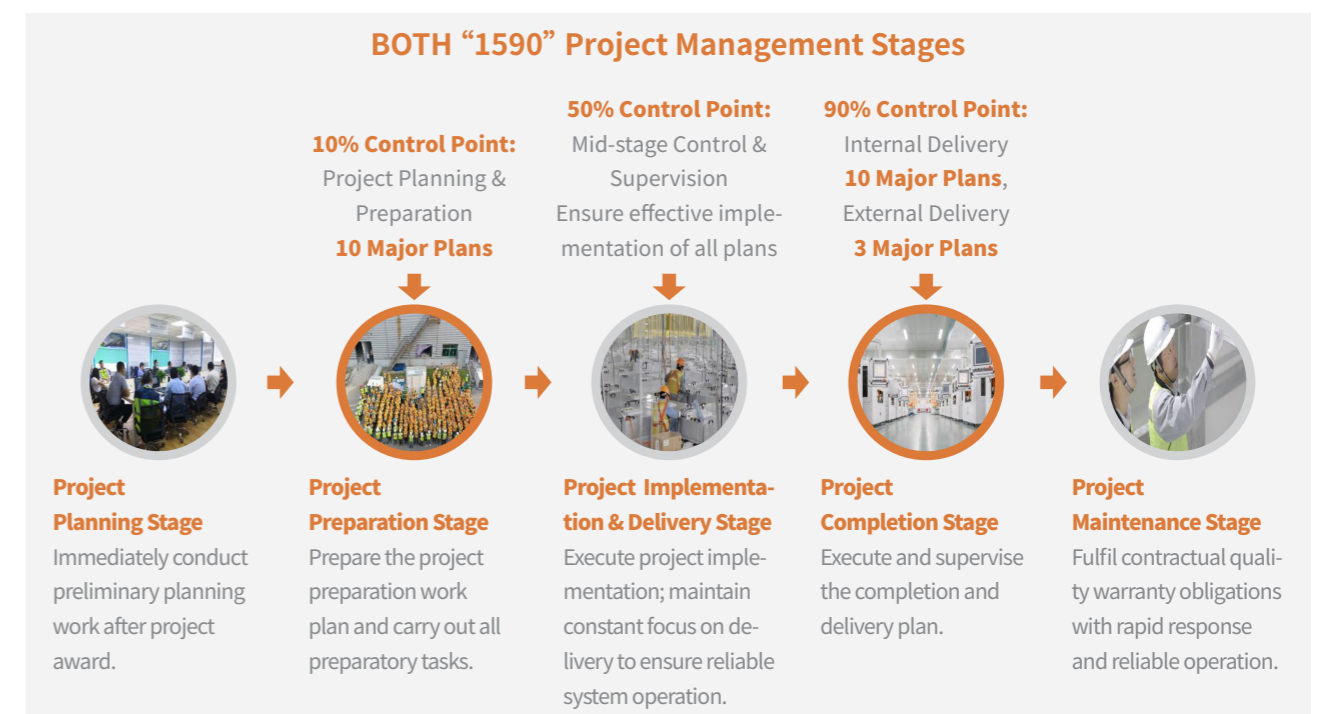 BOTH “1590” Project Management Stages
10% Control Point:
Project Planning &
Preparation
10 Major Plans
50% Control Point:
Mid-stage Control &
Supervision
Ensure effective imple-
mentation of all plans
90% Control Point:
Internal Delivery
10 Major Plans,
External Delivery
3 Major Plans
Project
Planning Stage
Immediately conduct
preliminary planning
work after project
award.
Project
Preparation Stage
Prepare the project
preparation work
plan and carry out all
preparatory tasks.
Project Implementa-
tion & Delivery Stage
Execute project imple-
mentation; maintain
constant focus on de-
livery to ensure reliable
system operation.
Project
Completion Stage
Execute and supervise
the completion and
delivery plan.
Project
Maintenance Stage
Fulfil contractual quali-
ty warranty obligations
with rapid response
and reliable operation.